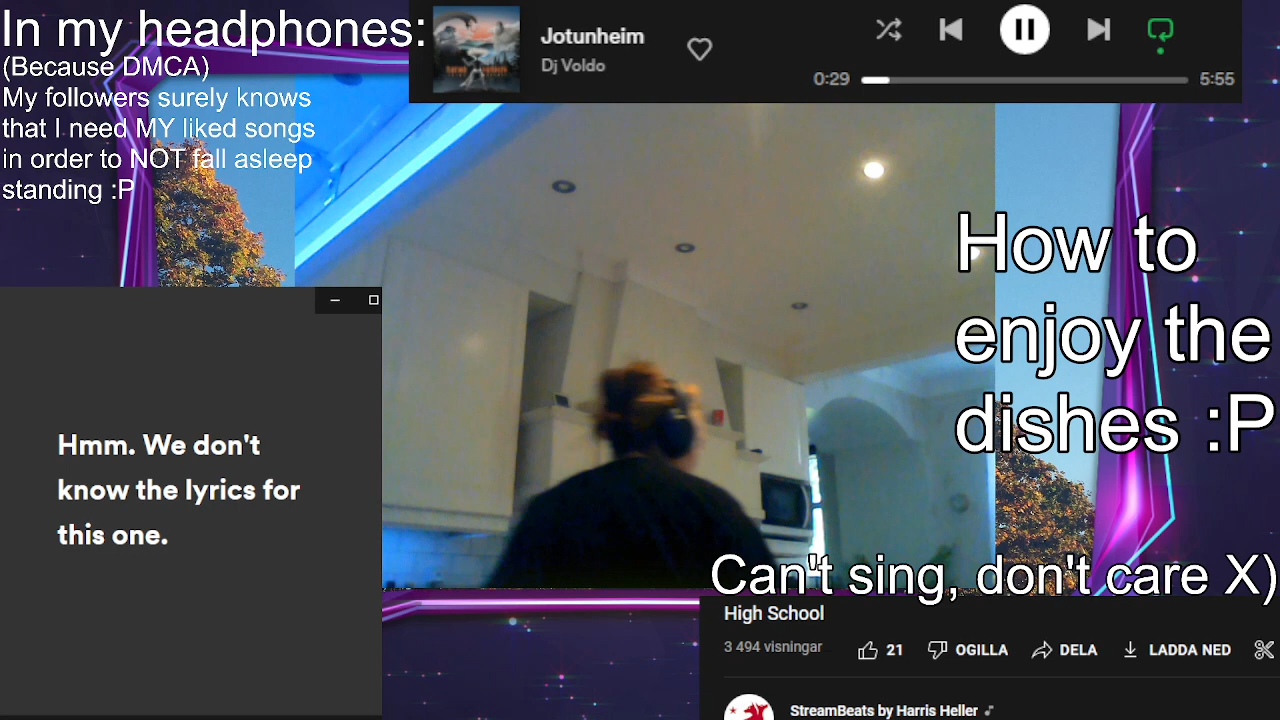 In my headphones:
(Because DMCA)
My followers surely knows
that I need MY liked songs
in order to NOT fall asleep
standing :P
Jotunheim
Dj Voldo
0:29
5:55
How to
enjoy the
dishes :P
Hmm. We don't
know the lyrics for
this one.
Can't sing, don't care X)
High School
3 494 visningar
21
OGILLA
DELA
LADDA NED
StreamBeats by Harris Heller